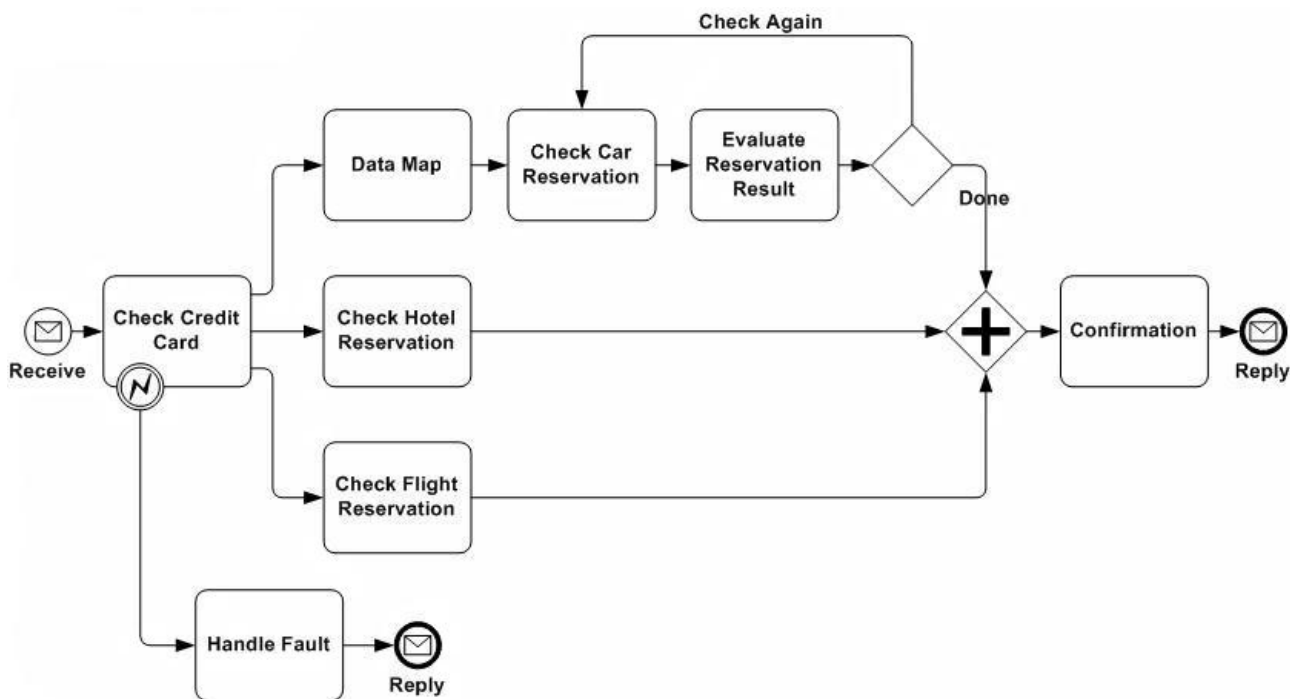 Check Again
Data Map
Check Car
Reservation
Evaluate
Reservation
Result
Done
Check Credit
Card
Receive
Check Hotel
Reservation
Confirmation
Reply
Check Flight
Reservation
Handle Fault
Reply